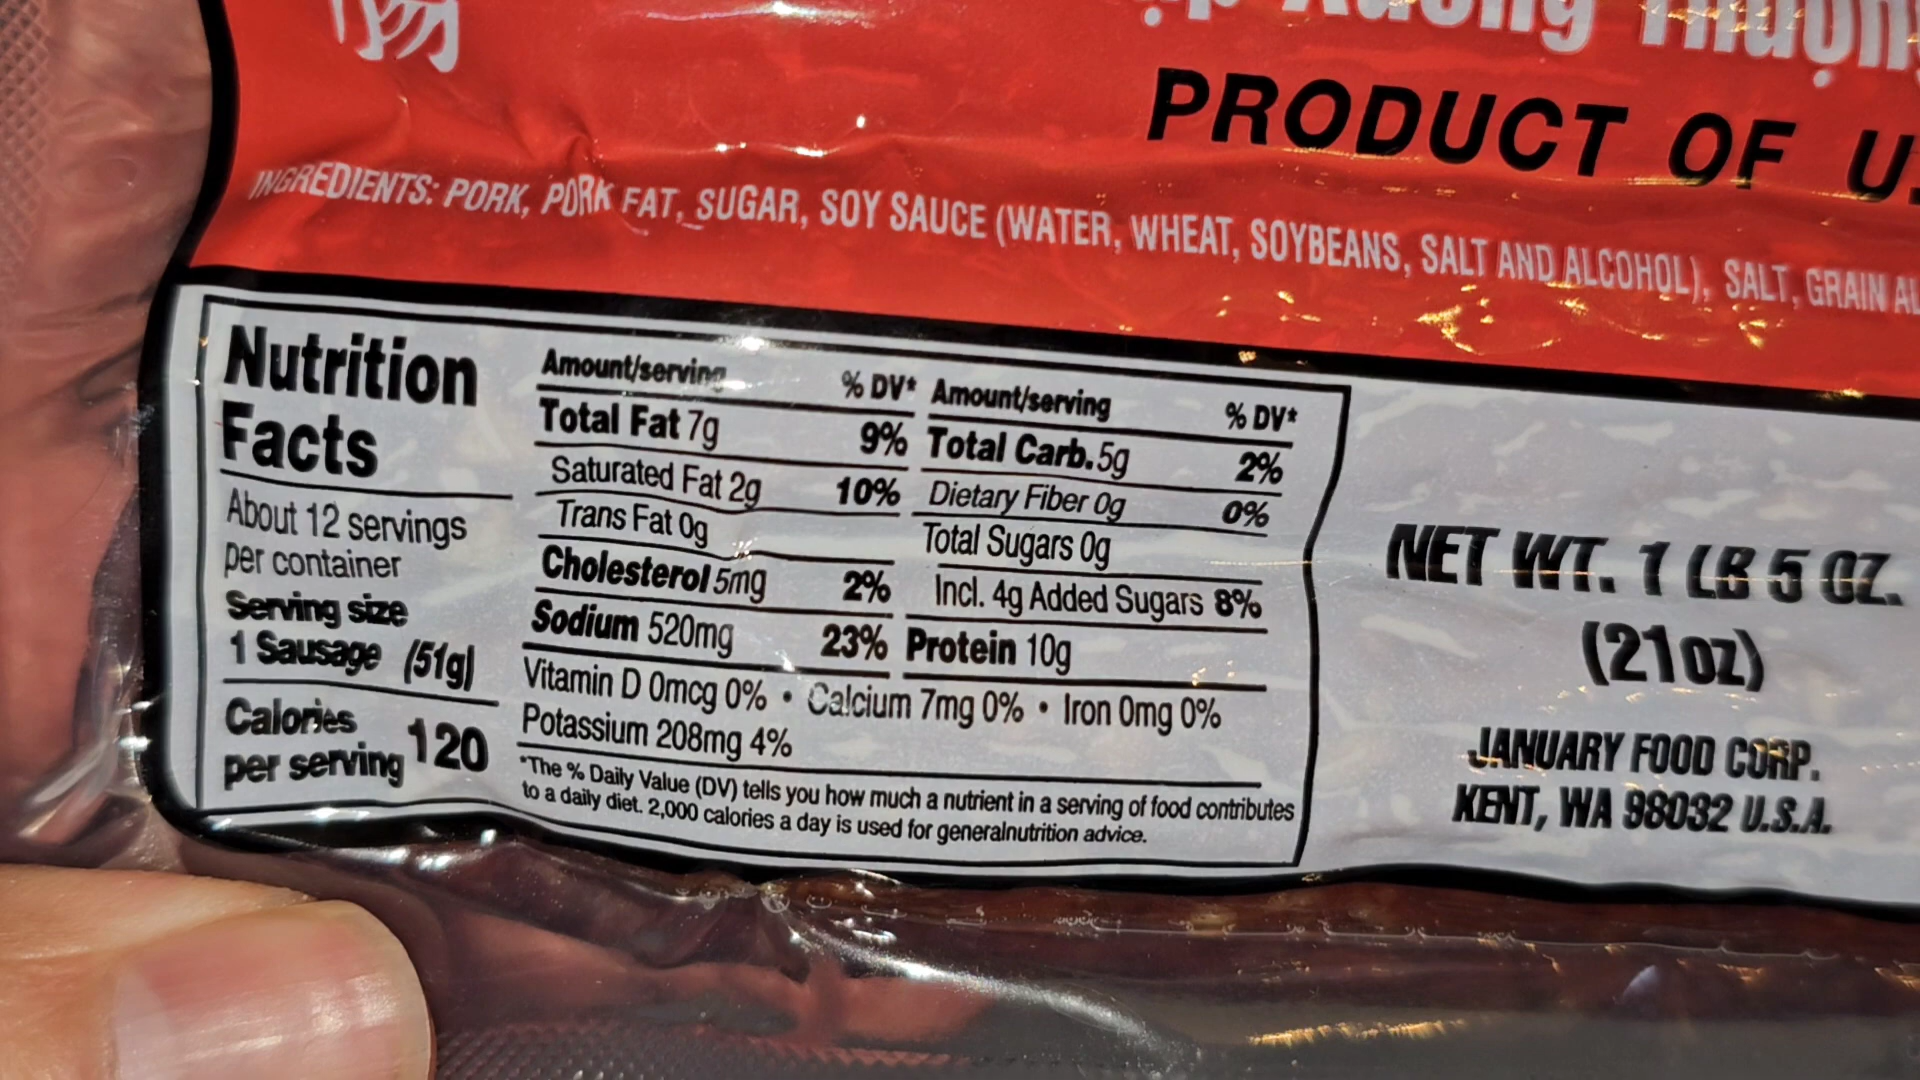 PRODUCT OF U.
INGREDIENTS: PORK, PORK FAT, SUGAR, SOY SAUCE (WATER, WHEAT, SOYBEANS, SALT AND ALCOHOL), SALT, GRAIN
Nutrition
Facts
About 12 servings
per container
Serving size
1 Sausage (51g)
Calories
per serving 120
Amount/serving % DV*
Total Fat 7g 9%
Saturated Fat 2g 10%
Trans Fat 0g
Cholesterol 5mg 2%
Sodium 520mg 23%
Amount/serving % DV*
Total Carb. 5g 2%
Dietary Fiber 0g 0%
Total Sugars 0g
Incl. 4g Added Sugars 8%
Protein 10g
Vitamin D 0mcg 0% • Calcium 7mg 0% • Iron 0mg 0%
Potassium 208mg 4%
*The % Daily Value (DV) tells you how much a nutrient in a serving of food contributes
to a daily diet. 2,000 calories a day is used for generalnutrition advice.
NET WT. 1 LB 5 OZ.
(21OZ)
JANUARY FOOD CORP.
KENT, WA 98032 U.S.A.